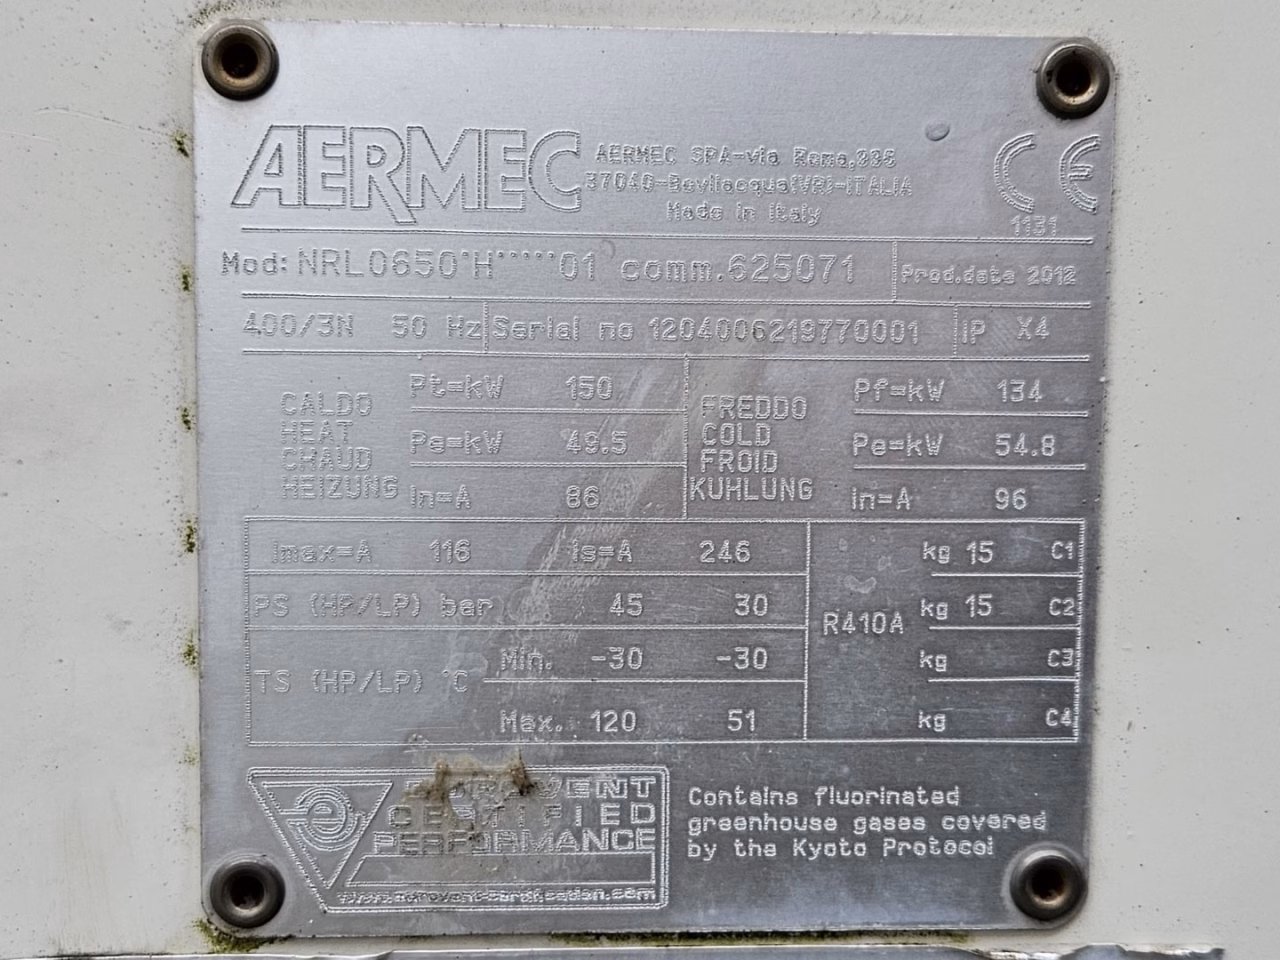 AERMEC
AERMEC SPA-via Roma,996
37040-Bevilacqua(VR)-ITALIA
Made in Italy
CE
1131
Mod: NRL0650°H°°°°°01 comm.625071
Prod.date 2012
400/3N 50 Hz
Serial no 1204006219770001
IP X4
CALDO
HEAT
CHAUD
HEIZUNG
Pt=kW 150
Pe=kW 49.5
In=A 86
FREDDO
COLD
FROID
KUHLUNG
Pf=kW 134
Pe=kW 54.8
In=A 96
Imax=A 116 Is=A 246
PS (HP/LP) bar 45 30
TS (HP/LP) °C
Min. -30 -30
Max. 120 51
R410A
kg 15 C1
kg 15 C2
kg C3
kg C4
EUROVENT
CERTIFIED
PERFORMANCE
www.eurovent-certification.com
Contains fluorinated
greenhouse gases covered
by the Kyoto Protocol